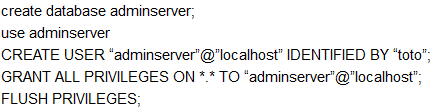 create database adminserver;
use adminserver
CREATE USER “adminserver”@”localhost” IDENTIFIED BY “toto”;
GRANT ALL PRIVILEGES ON *.* TO “adminserver”@”localhost”;
FLUSH PRIVILEGES;